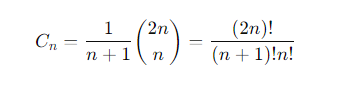 $C_n = \frac{1}{n+1}\binom{2n}{n} = \frac{(2n)!}{(n+1)!n!}$